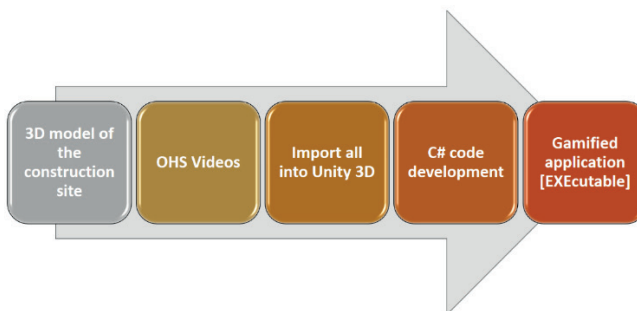 3D model of
the
construction
site
OHS Videos
Import all
into Unity 3D
C# code
development
Gamified
application
[EXEcutable]